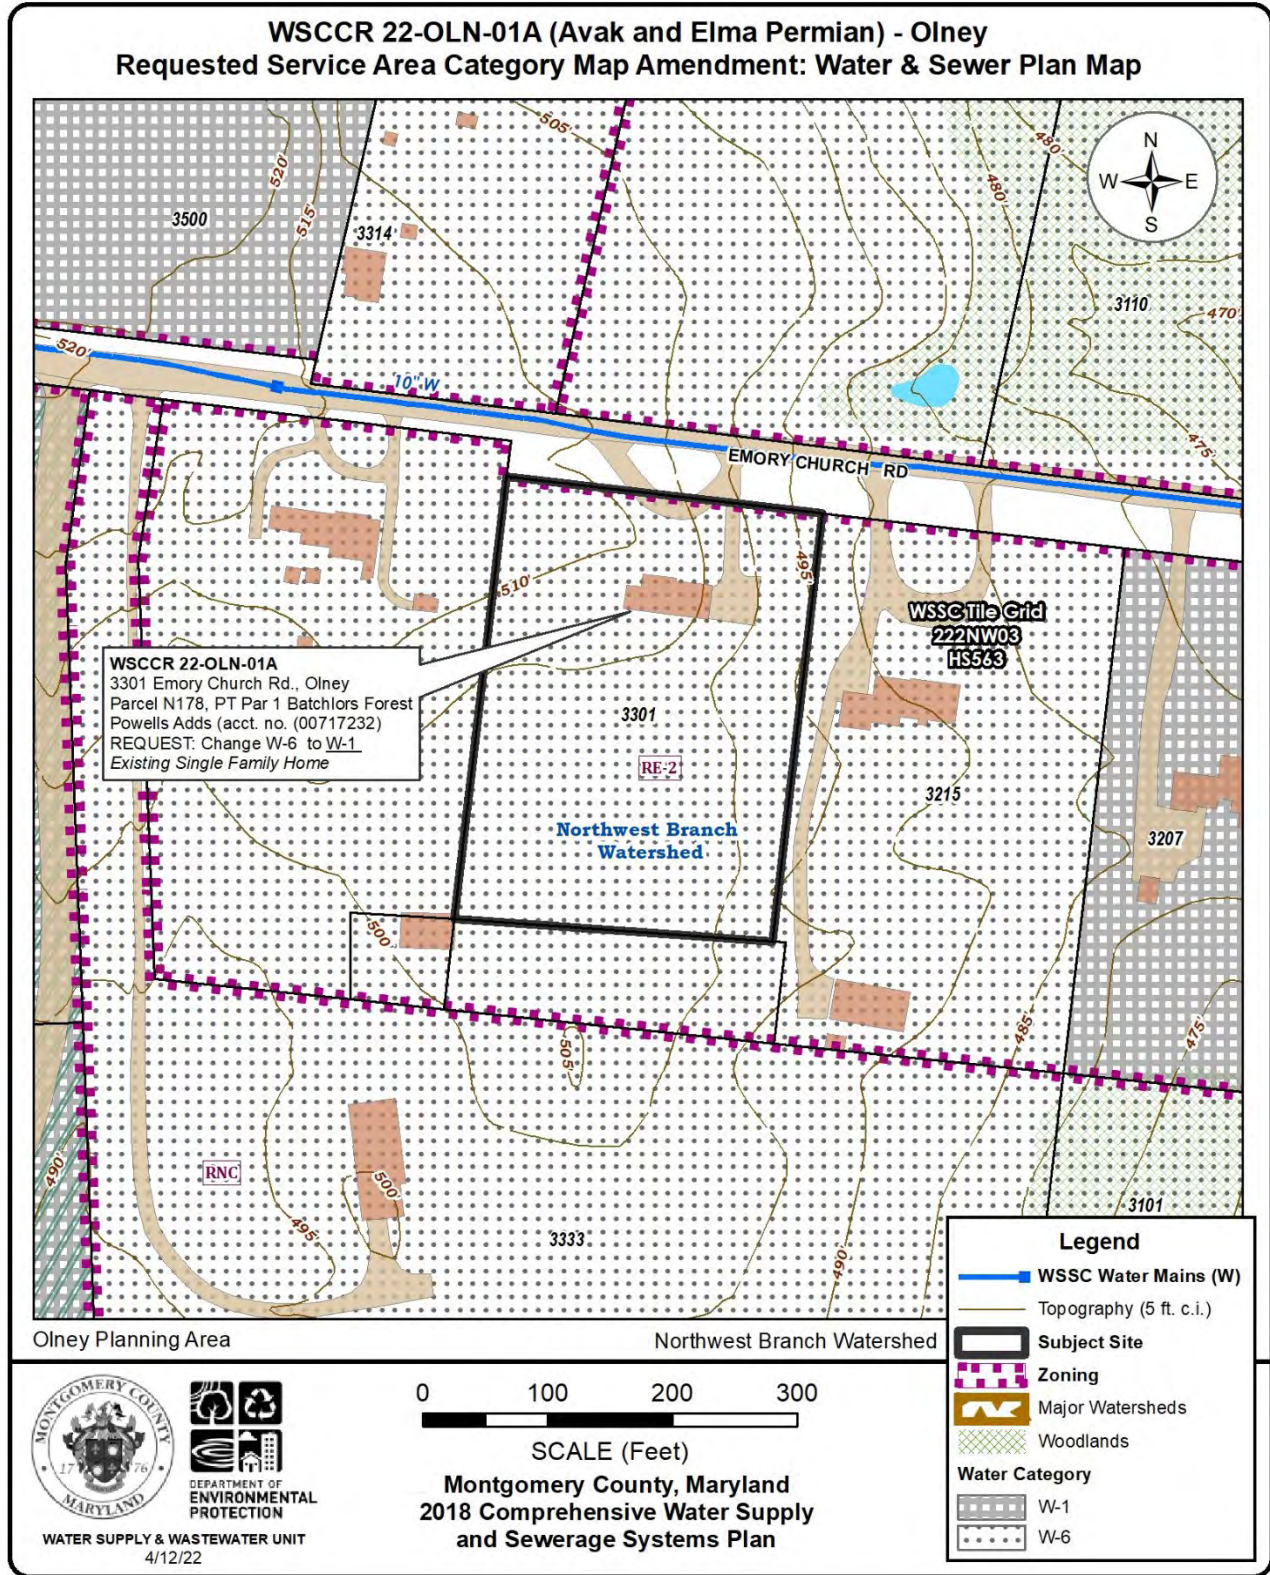 WSCCR 22-OLN-01A (Avak and Elma Permian) - Olney
Requested Service Area Category Map Amendment: Water & Sewer Plan Map
505'
480'
N
W E
S
520'
480'
3500
515'
3314
3110
470'
520'
10" W
475'
EMORY CHURCH RD
495'
510'
WSSC Tile Grid
222NW03
HS563
WSCCR 22-OLN-01A
3301 Emory Church Rd., Olney
Parcel N178, PT Par 1 Batchlors Forest
Powells Adds (acct. no. (00717232)
REQUEST: Change W-6 to W-1
Existing Single Family Home
3301
RE-2
3215
Northwest Branch
Watershed
3207
500'
485'
475'
505'
490'
RNC
500'
3101
495'
3333
490'
Legend
WSSC Water Mains (W)
Topography (5 ft. c.i.)
Subject Site
Zoning
Major Watersheds
Woodlands
Water Category
W-1
W-6
Olney Planning Area
Northwest Branch Watershed
MONTGOMERY COUNTY
17 76
MARYLAND
DEPARTMENT OF
ENVIRONMENTAL
PROTECTION
WATER SUPPLY & WASTEWATER UNIT
4/12/22
0 100 200 300
SCALE (Feet)
Montgomery County, Maryland
2018 Comprehensive Water Supply
and Sewerage Systems Plan